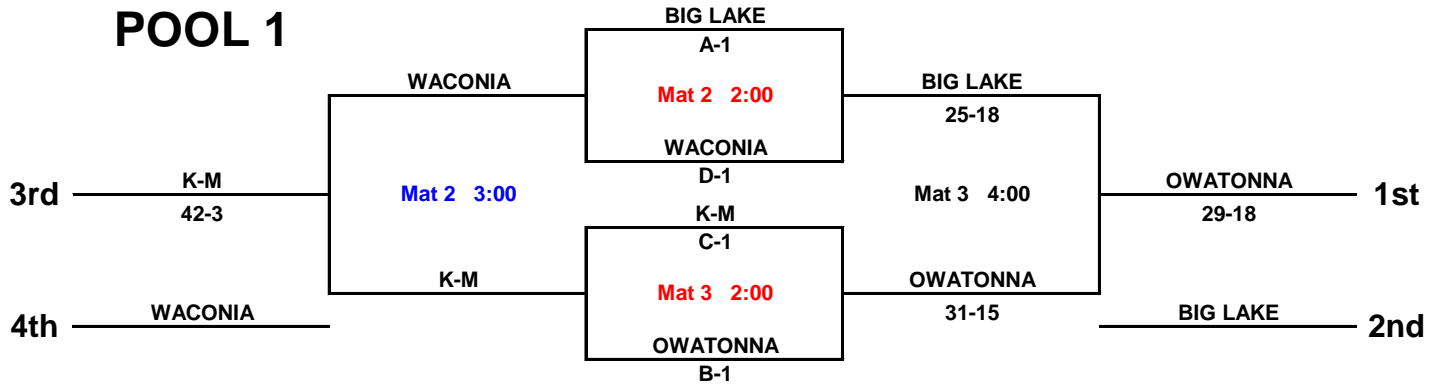 POOL 1
BIG LAKE
A-1
WACONIA
Mat 2 2:00
BIG LAKE
25-18
WACONIA
D-1
3rd
K-M
42-3
Mat 2 3:00
Mat 3 4:00
OWATONNA
29-18
1st
K-M
C-1
K-M
Mat 3 2:00
OWATONNA
31-15
4th
WACONIA
OWATONNA
B-1
BIG LAKE
2nd